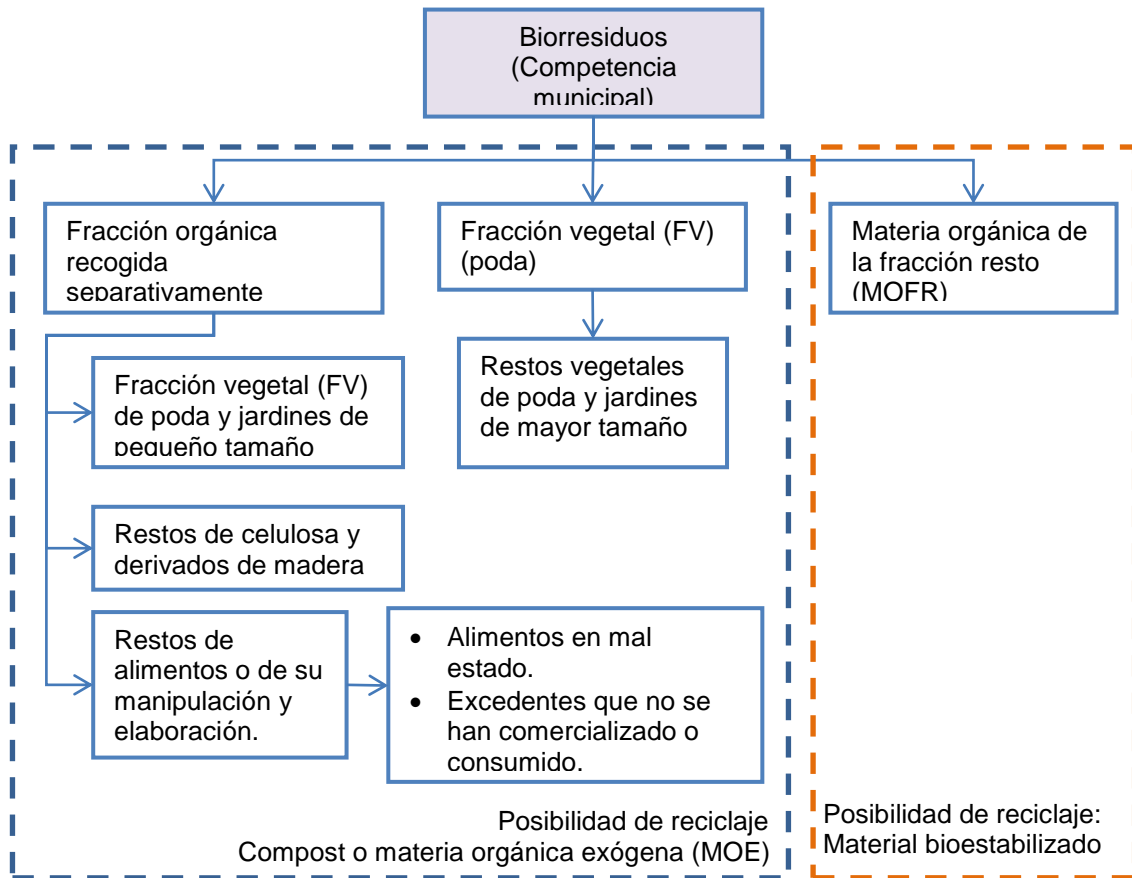 Biorresiduos
(Competencia
municipal)
Fracción orgánica
recogida
separativamente
Fracción vegetal (FV)
(poda)
Materia orgánica de
la fracción resto
(MOFR)
Fracción vegetal (FV)
de poda y jardines de
pequeño tamaño
Restos vegetales
de poda y jardines
de mayor tamaño
Restos de celulosa y
derivados de madera
Restos de
alimentos o de su
manipulación y
elaboración.
• Alimentos en mal
estado.
• Excedentes que no se
han comercializado o
consumido.
Posibilidad de reciclaje
Compost o materia orgánica exógena (MOE)
Posibilidad de reciclaje:
Material bioestabilizado